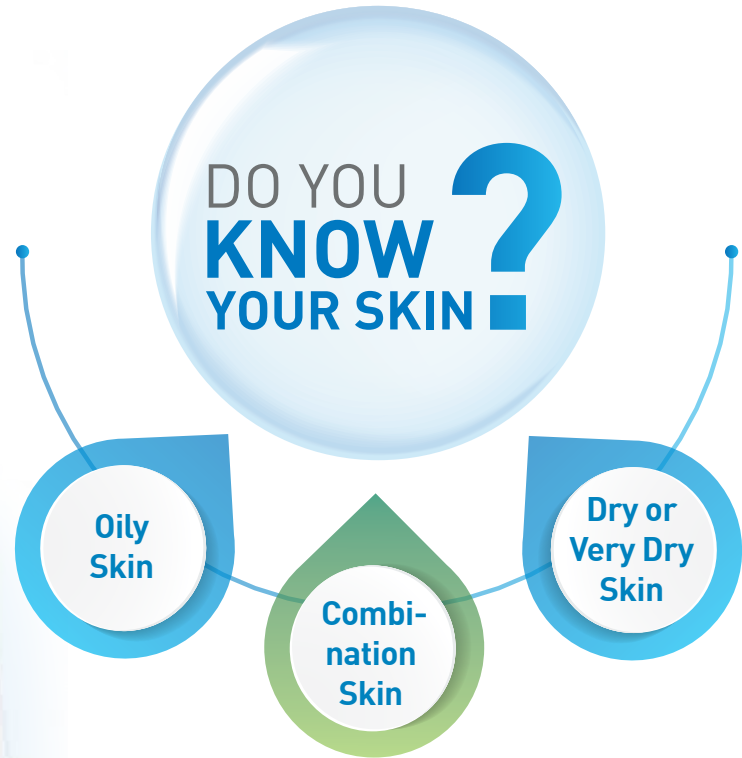 DO YOU
KNOW
YOUR SKIN ?
Oily
Skin
Combi-
nation
Skin
Dry or
Very Dry
Skin